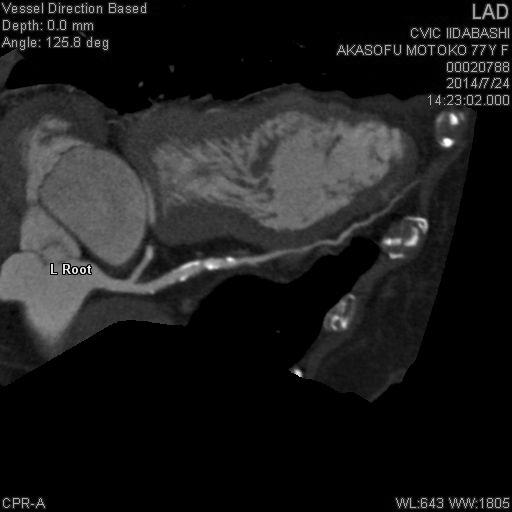 Vessel Direction Based
Depth: 0.0 mm
Angle: 125.8 deg
LAD
CVIC IIDABASHI
AKASOFU MOTOKO 77Y F
00020788
2014/7/24
14:23:02.000
L Root
CPR-A
WL:643 WW:1805